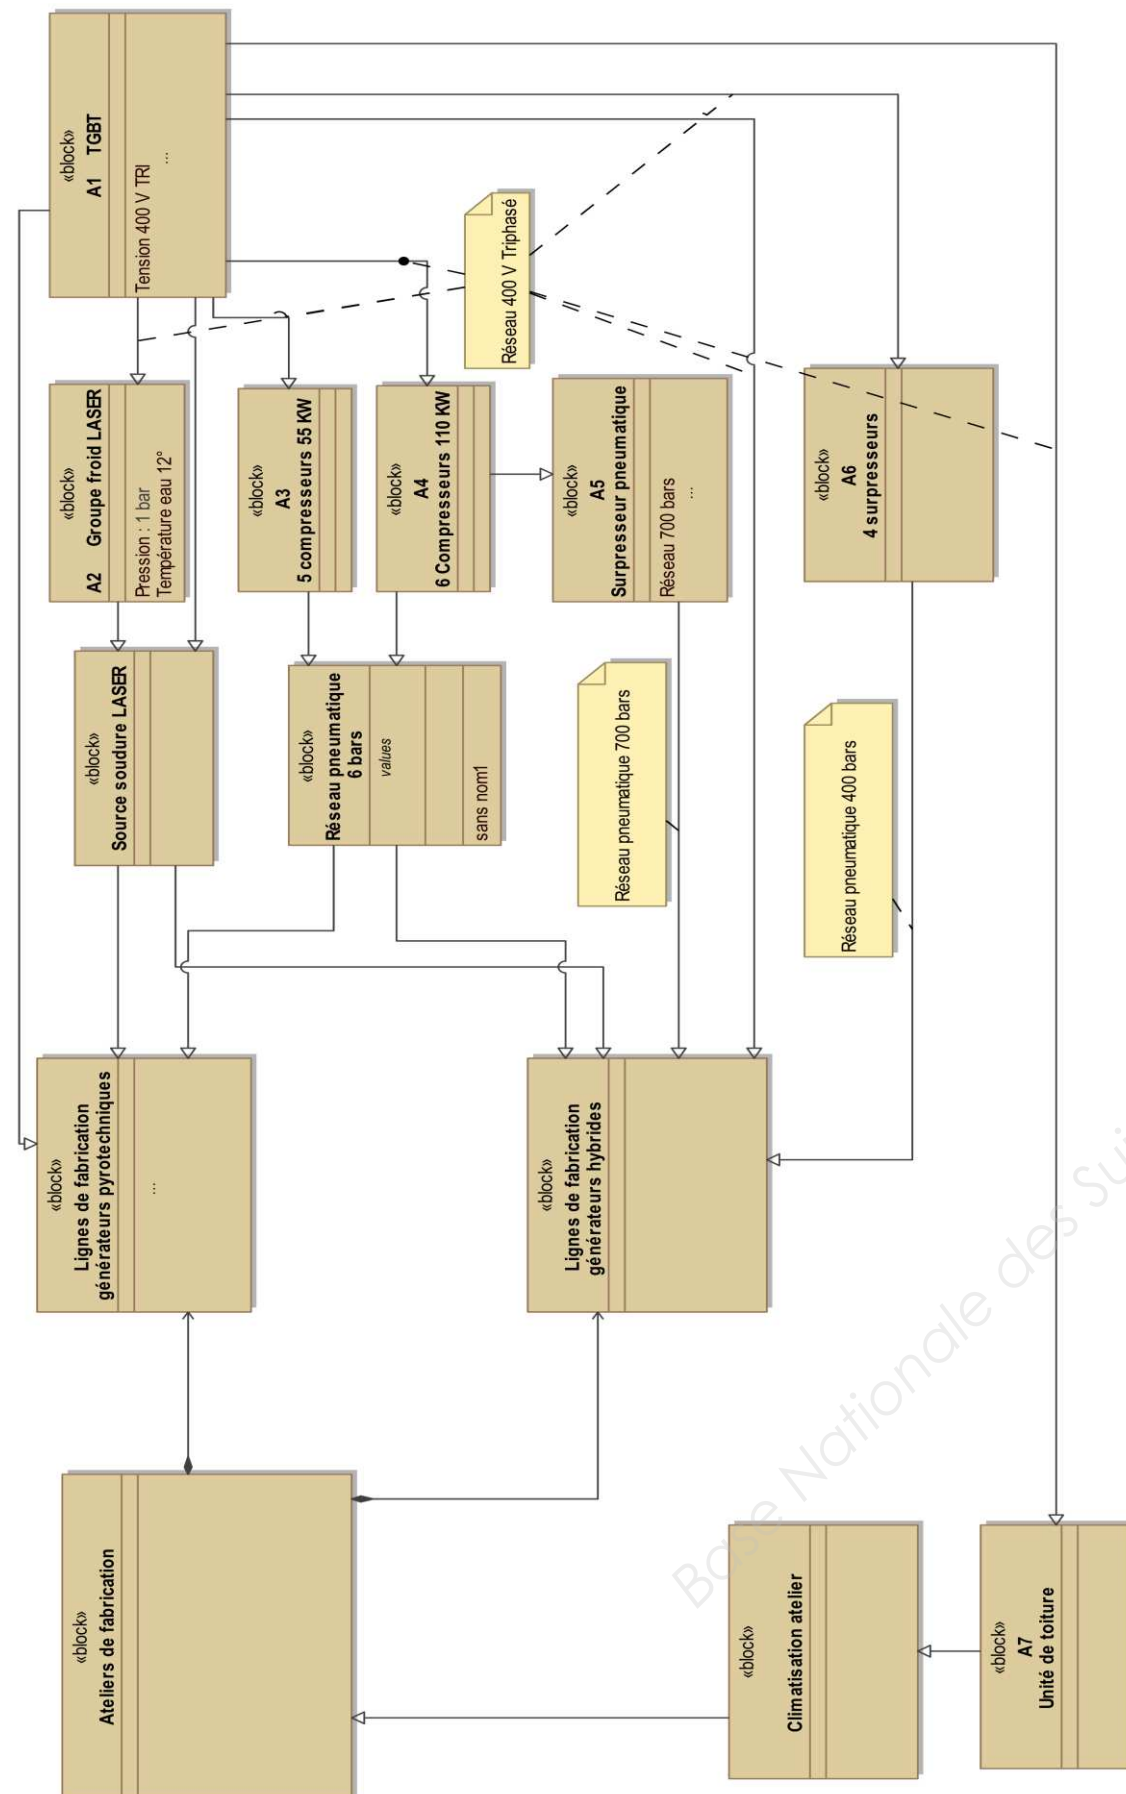 «block»
A1 TGBT
Tension 400 V TRI
...
«block»
A2 Groupe froid LASER
Pression : 1 bar
Température eau 12°
«block»
A3
5 compresseurs 55 KW
«block»
A4
6 Compresseurs 110 KW
«block»
A5
Surpresseur pneumatique
Réseau 700 bars
...
«block»
A6
4 surpresseurs
Réseau 400 V Triphasé
«block»
Source soudure LASER
«block»
Réseau pneumatique
6 bars
values
sans nom1
Réseau pneumatique 700 bars
Réseau pneumatique 400 bars
«block»
Lignes de fabrication
générateurs pyrotechniques
...
«block»
Lignes de fabrication
générateurs hybrides
«block»
Ateliers de fabrication
«block»
Climatisation atelier
«block»
A7
Unité de toiture
Base Nationale des Suj